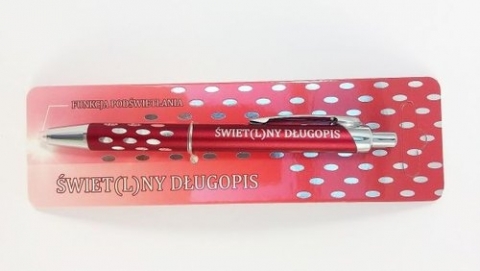 FUNKCJA PODŚWIETLANIA
ŚWIET(L)NY DŁUGOPIS
ŚWIET(L)NY DŁUGOPIS